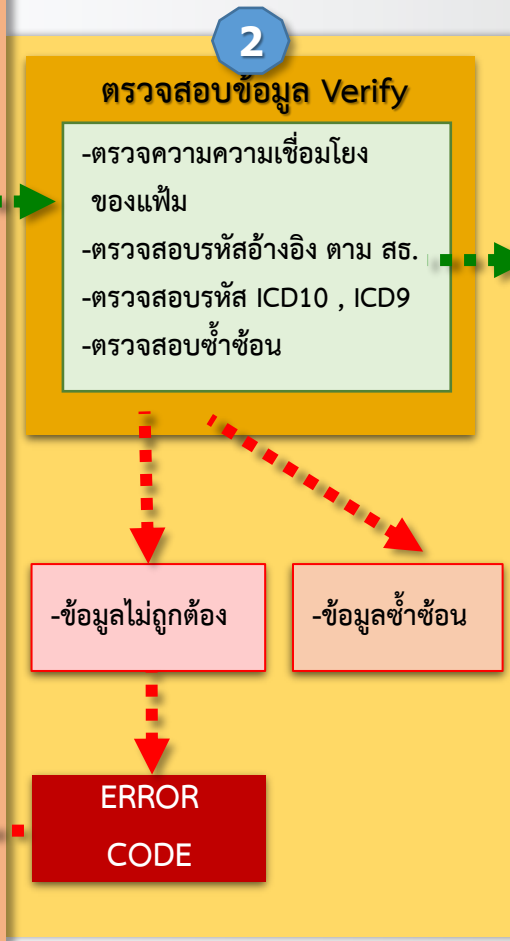 2
ตรวจสอบข้อมูล Verify
-ตรวจความความเชื่อมโยง
ของแฟ้ม
-ตรวจสอบรหัสอ้างอิง ตาม สธ.
-ตรวจสอบรหัส ICD10 , ICD9
-ตรวจสอบซ้ำซ้อน
-ข้อมูลไม่ถูกต้อง
-ข้อมูลซ้ำซ้อน
ERROR
CODE